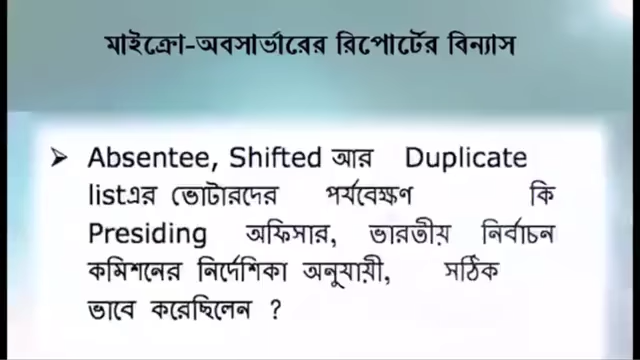 মাইক্রো-অবসার্ভারের রিপোর্টের বিন্যাস
➢ Absentee, Shifted আর Duplicate
listএর ভোটারদের পর্যবেক্ষণ কি
Presiding অফিসার, ভারতীয় নির্বাচন
কমিশনের নির্দেশিকা অনুযায়ী, সঠিক
ভাবে করেছিলেন ?